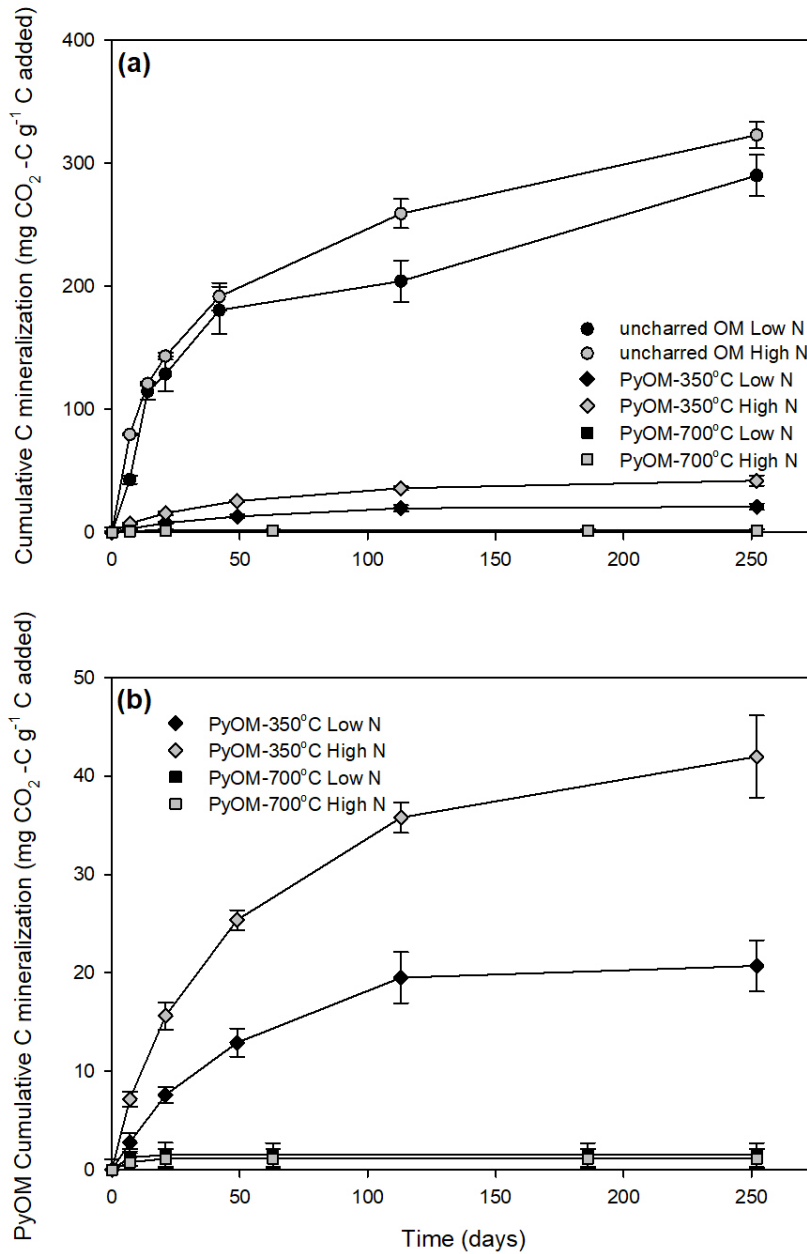 (a)
Cumulative C mineralization (mg CO₂ -C g⁻¹ C added)
400
300
200
100
0
uncharred OM Low N
uncharred OM High N
PyOM-350°C Low N
PyOM-350°C High N
PyOM-700°C Low N
PyOM-700°C High N
0 50 100 150 200 250
(b)
PyOM Cumulative C mineralization (mg CO₂ -C g⁻¹ C added)
50
40
30
20
10
0
PyOM-350°C Low N
PyOM-350°C High N
PyOM-700°C Low N
PyOM-700°C High N
0 50 100 150 200 250
Time (days)